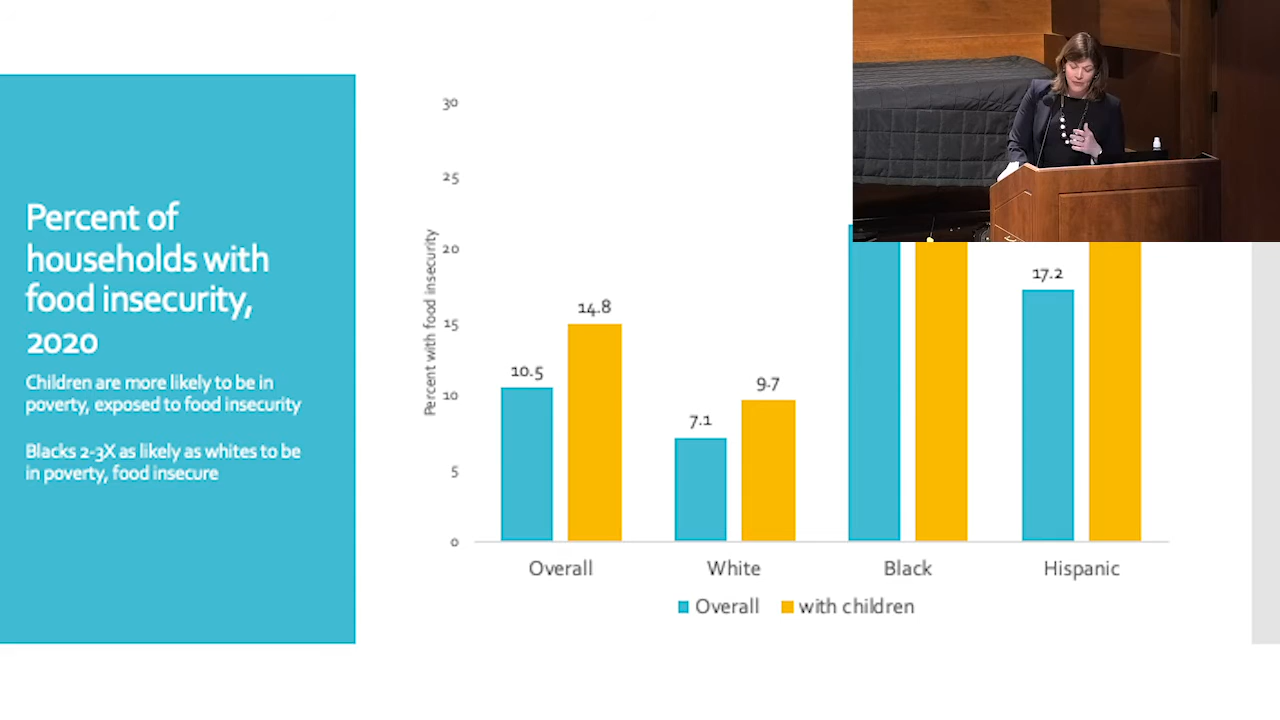 Percent of
households with
food insecurity,
2020
Children are more likely to be in
poverty, exposed to food insecurity
Blacks 2-3X as likely as whites to be
in poverty, food insecure
Percent with food insecurity
30
25
20
15
10
5
0
10.5
14.8
7.1
9.7
17.2
Overall
White
Black
Hispanic
Overall
with children